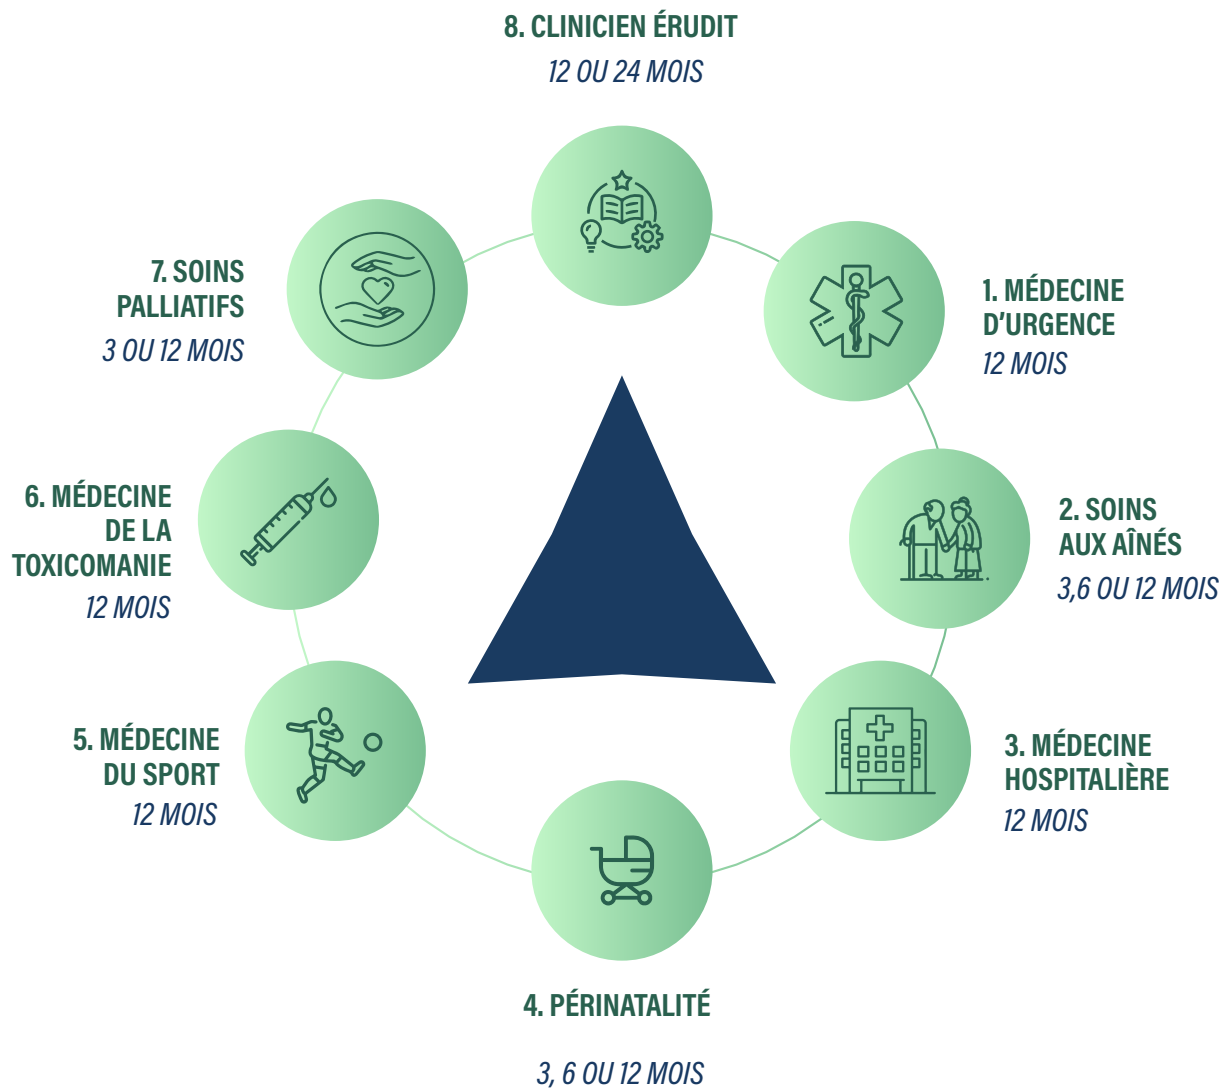 8. CLINICIEN ÉRUDIT
12 OU 24 MOIS
1. MÉDECINE
D'URGENCE
12 MOIS
2. SOINS
AUX AÎNÉS
3,6 OU 12 MOIS
3. MÉDECINE
HOSPITALIÈRE
12 MOIS
4. PÉRINATALITÉ
3, 6 OU 12 MOIS
5. MÉDECINE
DU SPORT
12 MOIS
6. MÉDECINE
DE LA
TOXICOMANIE
12 MOIS
7. SOINS
PALLIATIFS
3 OU 12 MOIS